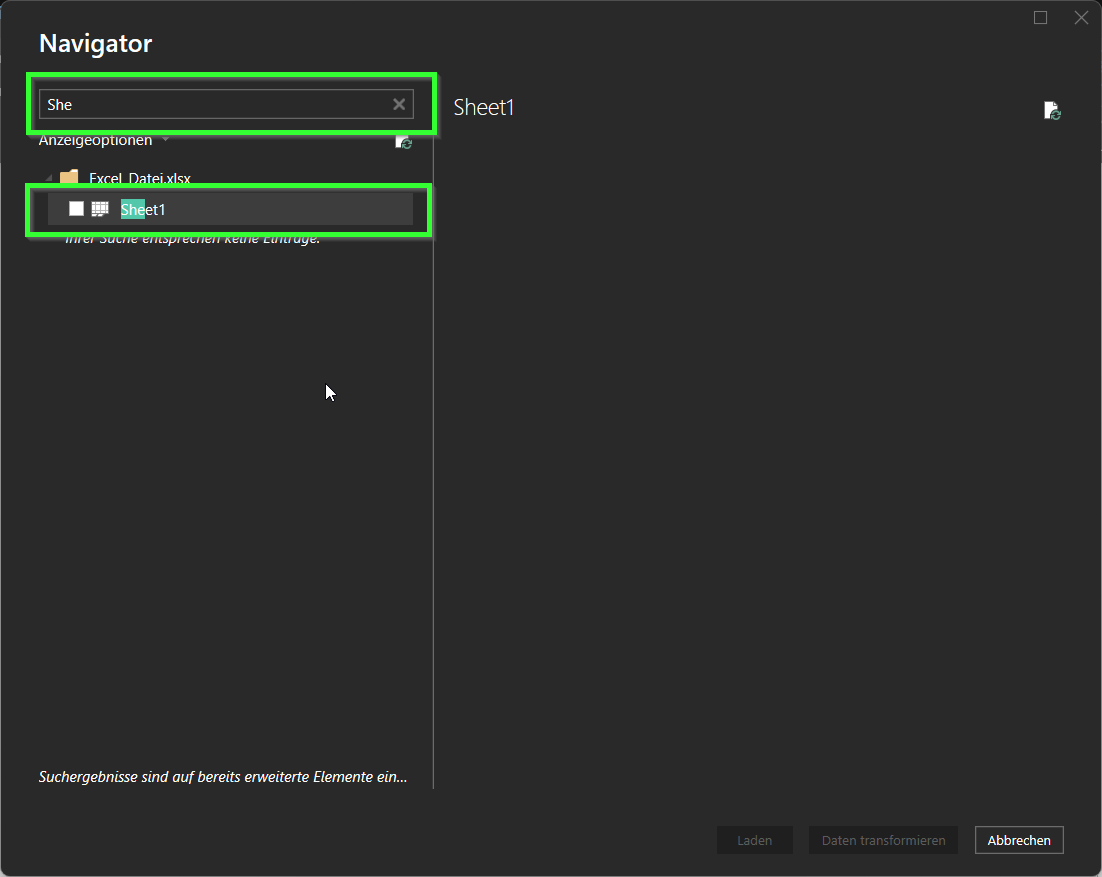 Navigator
She
Sheet1
Anzeigeoptionen
Excel_Datei.xlsx
Sheet1
Ihrer Suche entsprechen keine Einträge.
Suchergebnisse sind auf bereits erweiterte Elemente ein...
Laden
Daten transformieren
Abbrechen